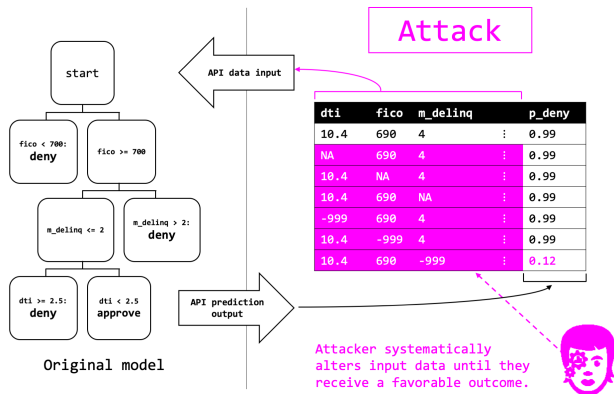 Attack
start
API data input
dti fico m_delinq p_deny
10.4 690 4 ⋮ 0.99
NA 690 4 ⋮ 0.99
10.4 NA 4 ⋮ 0.99
10.4 690 NA ⋮ 0.99
-999 690 4 ⋮ 0.99
10.4 -999 4 ⋮ 0.99
10.4 690 -999 ⋮ 0.12
fico < 700:
deny
fico >= 700
m_delinq <= 2
m_delinq > 2:
deny
dti >= 2.5:
deny
dti < 2.5
approve
API prediction
output
Original model
Attacker systematically
alters input data until they
receive a favorable outcome.